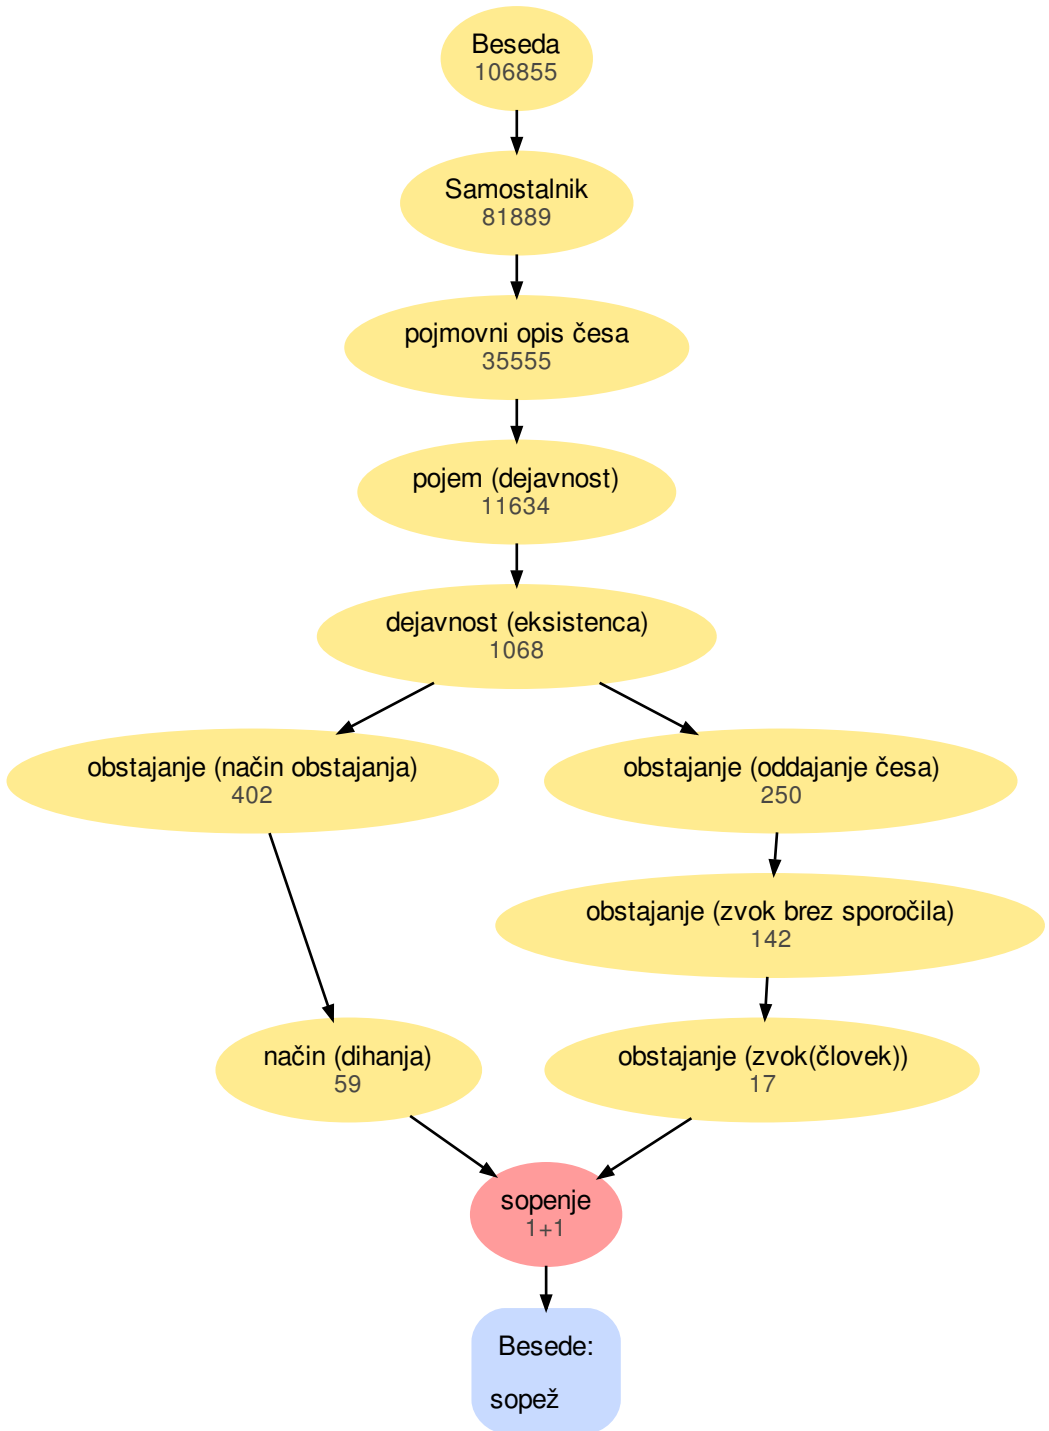 Beseda
106855
Samostalnik
81889
pojmovni opis česa
35555
pojem (dejavnost)
11634
dejavnost (eksistenca)
1068
obstajanje (način obstajanja)
402
obstajanje (oddajanje česa)
250
obstajanje (zvok brez sporočila)
142
način (dihanja)
59
obstajanje (zvok(človek))
17
sopenje
1+1
Besede:
sopež